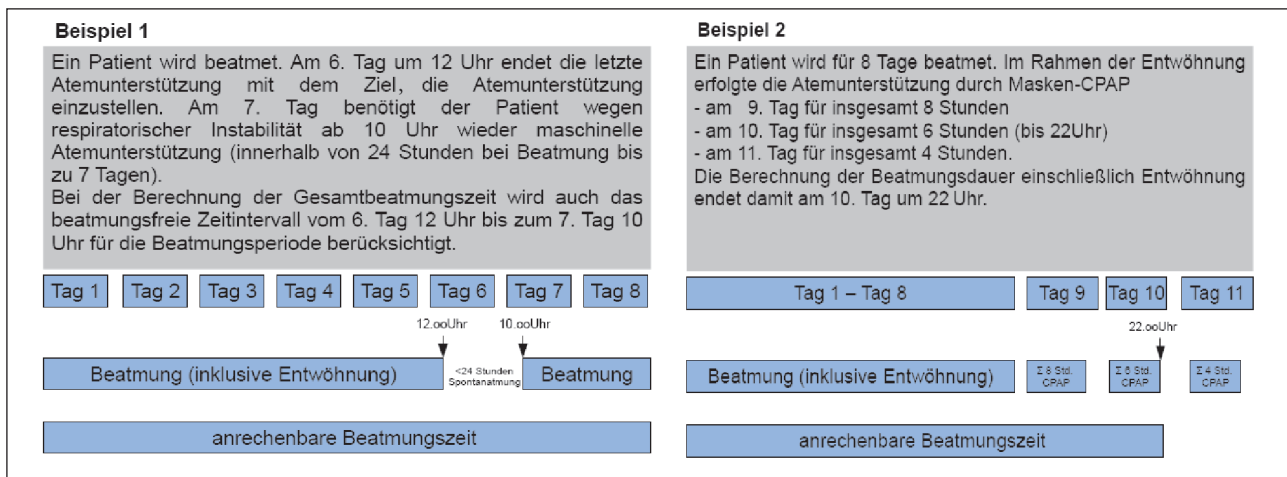 Beispiel 1
Ein Patient wird beatmet. Am 6. Tag um 12 Uhr endet die letzte
Atemunterstützung mit dem Ziel, die Atemunterstützung
einzustellen. Am 7. Tag benötigt der Patient wegen
respiratorischer Instabilität ab 10 Uhr wieder maschinelle
Atemunterstützung (innerhalb von 24 Stunden bei Beatmung bis
zu 7 Tagen).
Bei der Berechnung der Gesamtbeatmungszeit wird auch das
beatmungsfreie Zeitintervall vom 6. Tag 12 Uhr bis zum 7. Tag 10
Uhr für die Beatmungsperiode berücksichtigt.
Tag 1 Tag 2 Tag 3 Tag 4 Tag 5 Tag 6 Tag 7 Tag 8
12.ooUhr 10.ooUhr
Beatmung (inklusive Entwöhnung)
<24 Stunden
Spontanatmung
Beatmung
anrechenbare Beatmungszeit
Beispiel 2
Ein Patient wird für 8 Tage beatmet. Im Rahmen der Entwöhnung
erfolgte die Atemunterstützung durch Masken-CPAP
- am 9. Tag für insgesamt 8 Stunden
- am 10. Tag für insgesamt 6 Stunden (bis 22Uhr)
- am 11. Tag für insgesamt 4 Stunden.
Die Berechnung der Beatmungsdauer einschließlich Entwöhnung
endet damit am 10. Tag um 22 Uhr.
Tag 1 – Tag 8 Tag 9 Tag 10 Tag 11
22.ooUhr
Beatmung (inklusive Entwöhnung)
Σ 8 Std.
CPAP
Σ 6 Std.
CPAP
Σ 4 Std.
CPAP
anrechenbare Beatmungszeit